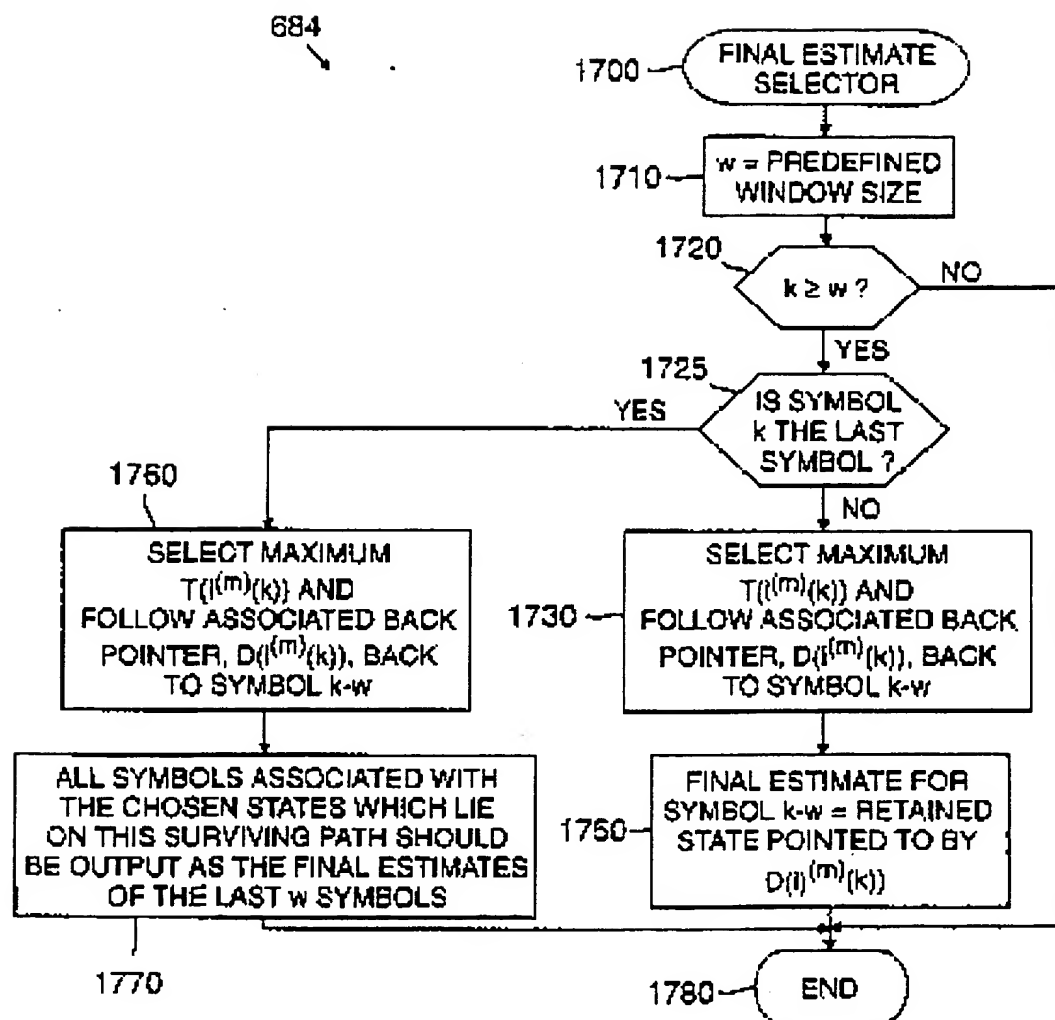 684
1700
FINAL ESTIMATE
SELECTOR
1710
w = PREDEFINED
WINDOW SIZE
1720
k ≥ w ?
NO
YES
1725
IS SYMBOL
k THE LAST
SYMBOL ?
YES
NO
1760
SELECT MAXIMUM
T(i^(m)(k)) AND
FOLLOW ASSOCIATED BACK
POINTER, D(i^(m)(k)), BACK
TO SYMBOL k-w
1730
SELECT MAXIMUM
T(i^(m)(k)) AND
FOLLOW ASSOCIATED BACK
POINTER, D(i^(m)(k)), BACK
TO SYMBOL k-w
ALL SYMBOLS ASSOCIATED WITH
THE CHOSEN STATES WHICH LIE
ON THIS SURVIVING PATH SHOULD
BE OUTPUT AS THE FINAL ESTIMATES
OF THE LAST w SYMBOLS
1770
1750
FINAL ESTIMATE FOR
SYMBOL k-w = RETAINED
STATE POINTED TO BY
D(i)^(m)(k))
1780
END